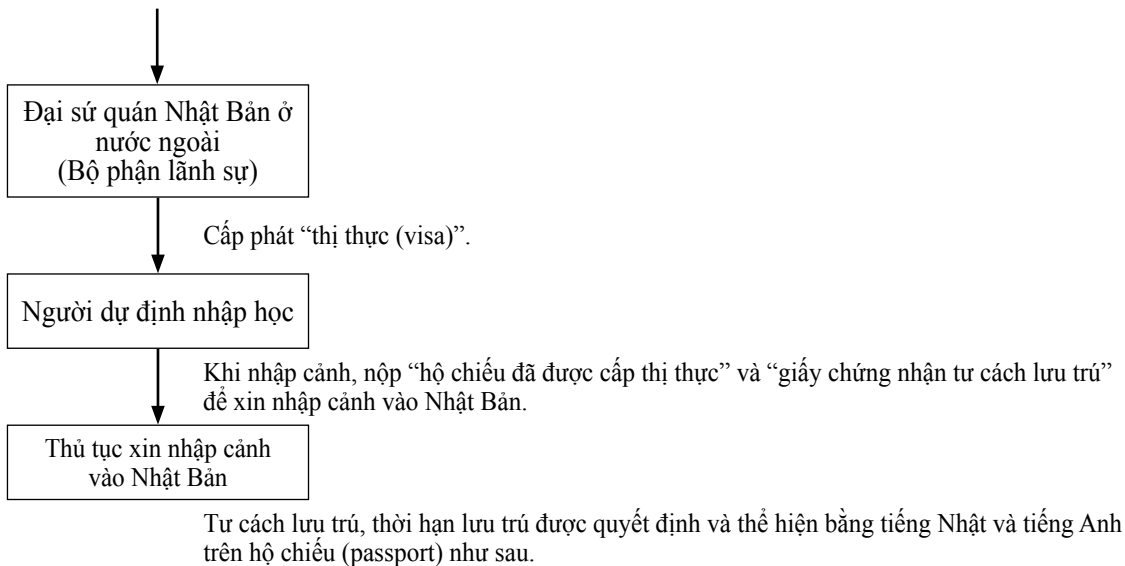 Đại sứ quán Nhật Bản ở
nước ngoài
(Bộ phận lãnh sự)
Cấp phát “thị thực (visa)”.
Người dự định nhập học
Khi nhập cảnh, nộp “hộ chiếu đã được cấp thị thực” và “giấy chứng nhận tư cách lưu trú”
để xin nhập cảnh vào Nhật Bản.
Thủ tục xin nhập cảnh
vào Nhật Bản
Tư cách lưu trú, thời hạn lưu trú được quyết định và thể hiện bằng tiếng Nhật và tiếng Anh
trên hộ chiếu (passport) như sau.